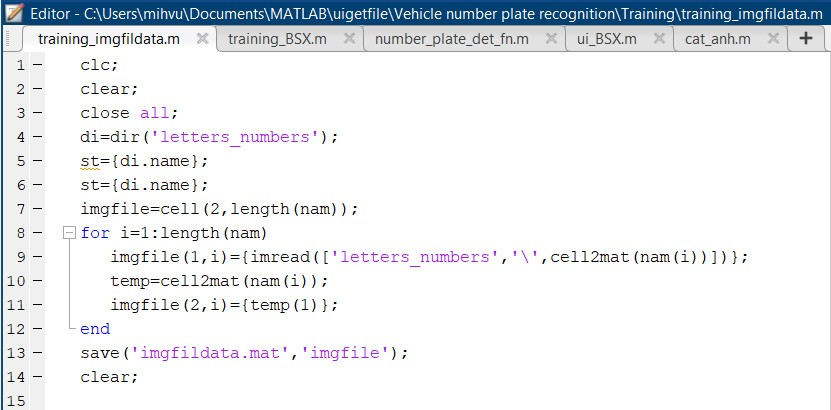 Editor - C:\Users\mihvu\Documents\MATLAB\uigetfile\Vehicle number plate recognition\Training\training_imgfildata.m
training_imgfildata.m training_BSX.m number_plate_det_fn.m ui_BSX.m cat_anh.m +
1 - clc;
2 - clear;
3 - close all;
4 - di=dir('letters_numbers');
5 - st={di.name};
6 - st={di.name};
7 - imgfile=cell(2,length(nam));
8 - for i=1:length(nam)
9 - imgfile(1,i)={imread(['letters_numbers','\',cell2mat(nam(i))])};
10 - temp=cell2mat(nam(i));
11 - imgfile(2,i)={temp(1)};
12 - end
13 - save('imgfildata.mat','imgfile');
14 - clear;
15